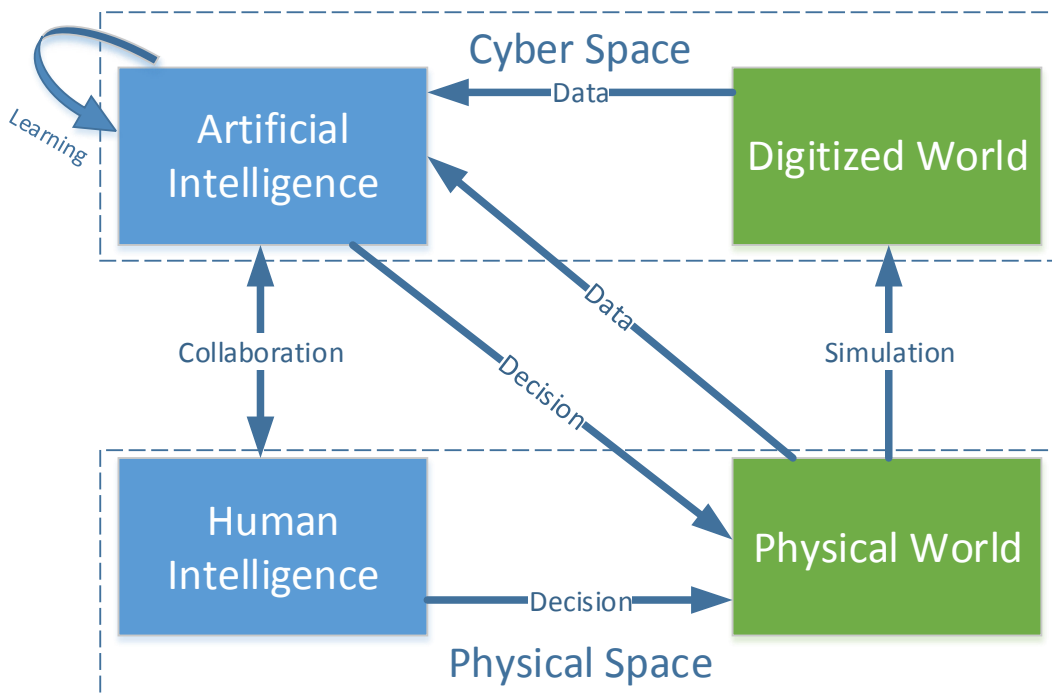 Cyber Space
Data
Learning
Artificial
Intelligence
Digitized World
Data
Collaboration
Simulation
Decision
Human
Intelligence
Physical World
Decision
Physical Space